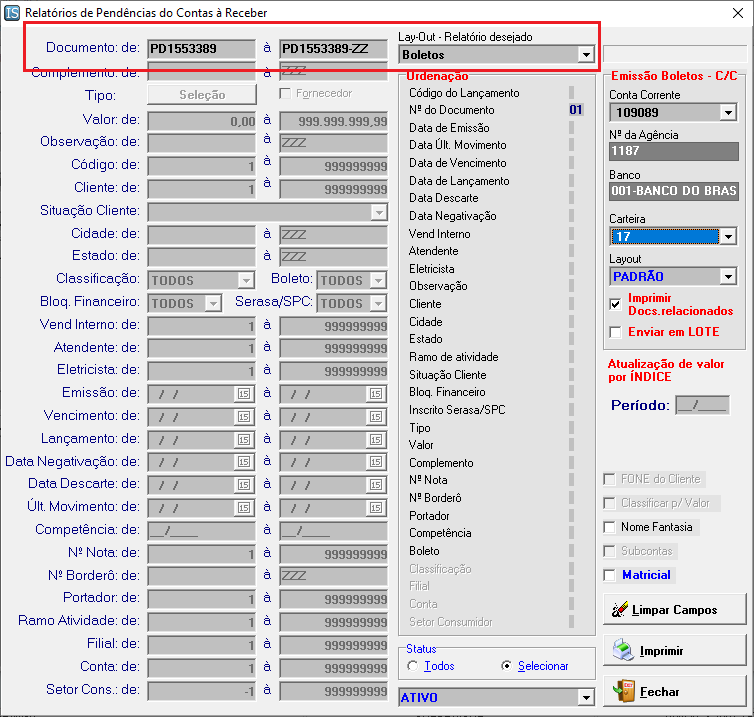 IS Relatórios de Pendências do Contas à Receber
Documento: de: PD1553389 à PD1553389-ZZ
Complemento: de: à ZZZ
Tipo: Seleção Fornecedor
Valor: de: 0,00 à 999.999.999,99
Observação: de: à ZZZ
Código: de: 1 à 999999999
Cliente: de: 1 à 999999999
Situação Cliente:
Cidade: de: à ZZZ
Estado: de: à ZZZ
Classificação: TODOS Boleto: TODOS
Bloq. Financeiro: TODOS Serasa/SPC: TODOS
Vend Interno: de: 1 à 999999999
Atendente: de: 1 à 999999999
Eletricista: de: 1 à 999999999
Emissão: de: / / 15 à / / 15
Vencimento: de: / / 15 à / / 15
Lançamento: de: / / 15 à / / 15
Data Negativação: de: / / 15 à / / 15
Data Descarte: de: / / 15 à / / 15
Últ. Movimento: de: / / 15 à / / 15
Competência: de: __/____ à __/____
Nº Nota: de: 1 à 999999999
Nº Borderô: de: à ZZZ
Portador: de: 1 à 999999999
Ramo Atividade: de: 1 à 999999999
Filial: de: 1 à 999999999
Conta: de: 1 à 999999999
Setor Cons.: de: -1 à 999999999
Lay-Out - Relatório desejado
Boletos
Ordenação
Código do Lançamento
Nº do Documento 01
Data de Emissão
Data Últ. Movimento
Data de Vencimento
Data de Lançamento
Data Descarte
Data Negativação
Vend Interno
Atendente
Eletricista
Observação
Cliente
Cidade
Estado
Ramo de atividade
Situação Cliente
Bloq. Financeiro
Inscrito Serasa/SPC
Tipo
Valor
Complemento
Nº Nota
Nº Borderô
Portador
Competência
Boleto
Classificação
Filial
Conta
Setor Consumidor
Status
Todos Selecionar
ATIVO
Emissão Boletos - C/C
Conta Corrente
109089
Nº da Agência
1187
Banco
001-BANCO DO BRAS
Carteira
17
Layout
PADRÃO
Imprimir
Docs.relacionados
Enviar em LOTE
Atualização de valor
por ÍNDICE
Período: __/____
FONE do Cliente
Classificar p/ Valor
Nome Fantasia
Subcontas
Matricial
Limpar Campos
Imprimir
Fechar